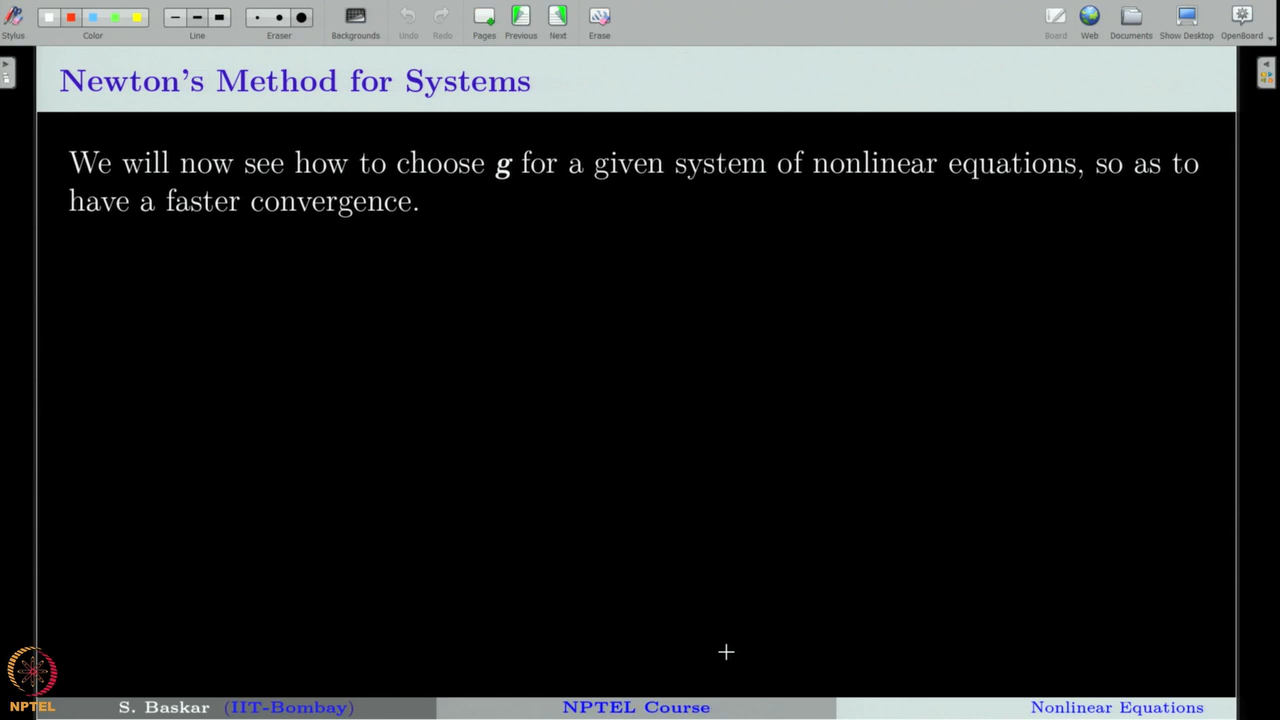 Stylus Color Line Eraser Backgrounds Undo Redo Pages Previous Next Erase Board Web Documents Show Desktop OpenBoard
Newton's Method for Systems
We will now see how to choose g for a given system of nonlinear equations, so as to
have a faster convergence.
NPTEL
S. Baskar (IIT-Bombay) NPTEL Course Nonlinear Equations